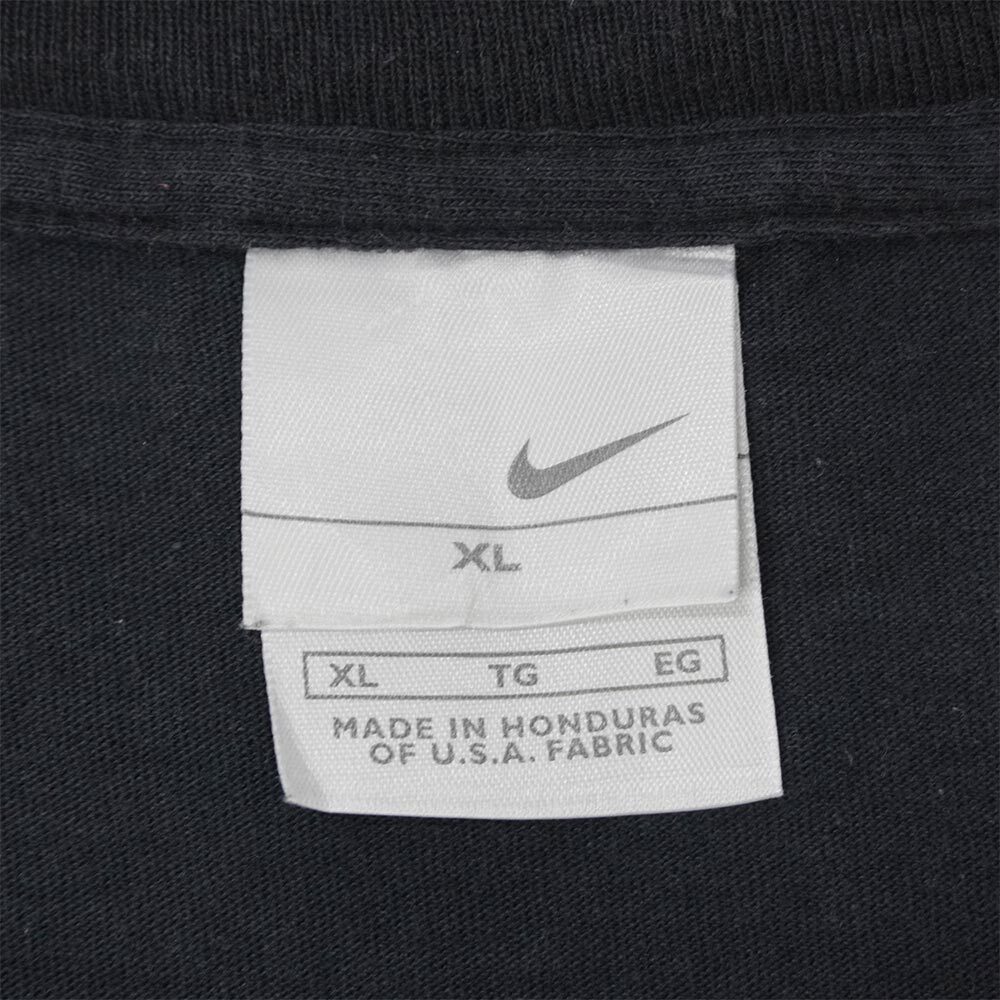 XL
XL TG EG
MADE IN HONDURAS
OF U.S.A. FABRIC